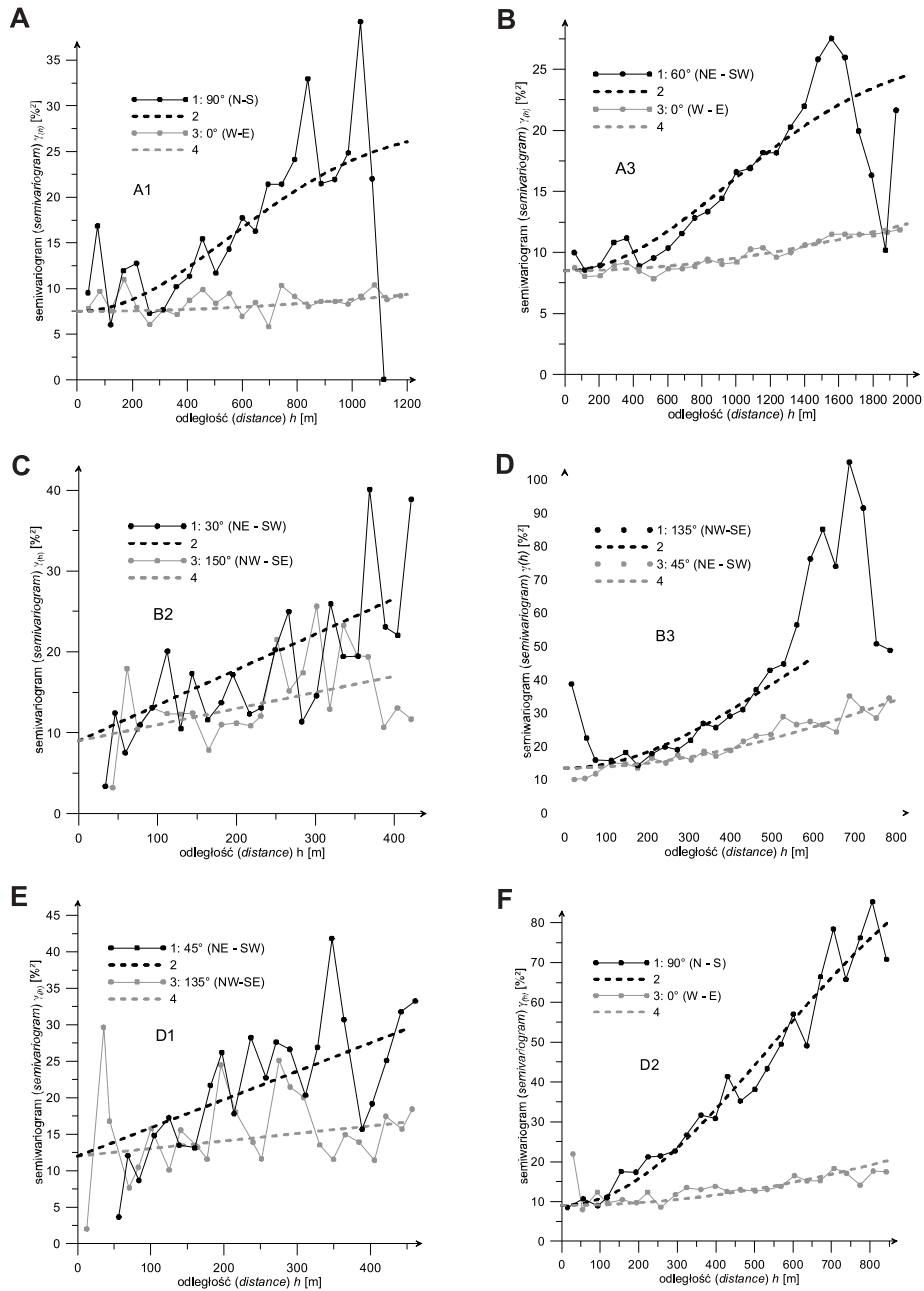 A
semiwariogram (semivariogram) γ(h) [%²]
35
30
25
20
15
10
5
0
1: 90° (N-S)
2
3: 0° (W-E)
4
A1
0 200 400 600 800 1000 1200
odległość (distance) h [m]
B
semiwariogram (semivariogram) γ(h) [%²]
25
20
15
10
5
0
1: 60° (NE - SW)
2
3: 0° (W - E)
4
A3
0 200 400 600 800 1000 1200 1400 1600 1800 2000
odległość (distance) h [m]
C
semiwariogram (semivariogram) γ(h) [%²]
40
30
20
10
0
1: 30° (NE - SW)
2
3: 150° (NW - SE)
4
B2
0 100 200 300 400
odległość (distance) h [m]
D
semiwariogram (semivariogram) γ(h) [%²]
100
90
80
70
60
50
40
30
20
10
0
1: 135° (NW-SE)
2
3: 45° (NE - SW)
4
B3
0 100 200 300 400 500 600 700 800
odległość (distance) h [m]
E
semiwariogram (semivariogram) γ(h) [%²]
45
40
35
30
25
20
15
10
5
0
1: 45° (NE - SW)
2
3: 135° (NW-SE)
4
D1
0 100 200 300 400
odległość (distance) h [m]
F
semiwariogram (semivariogram) γ(h) [%²]
80
70
60
50
40
30
20
10
0
1: 90° (N - S)
2
3: 0° (W - E)
4
D2
0 100 200 300 400 500 600 700 800
odległość (distance) h [m]